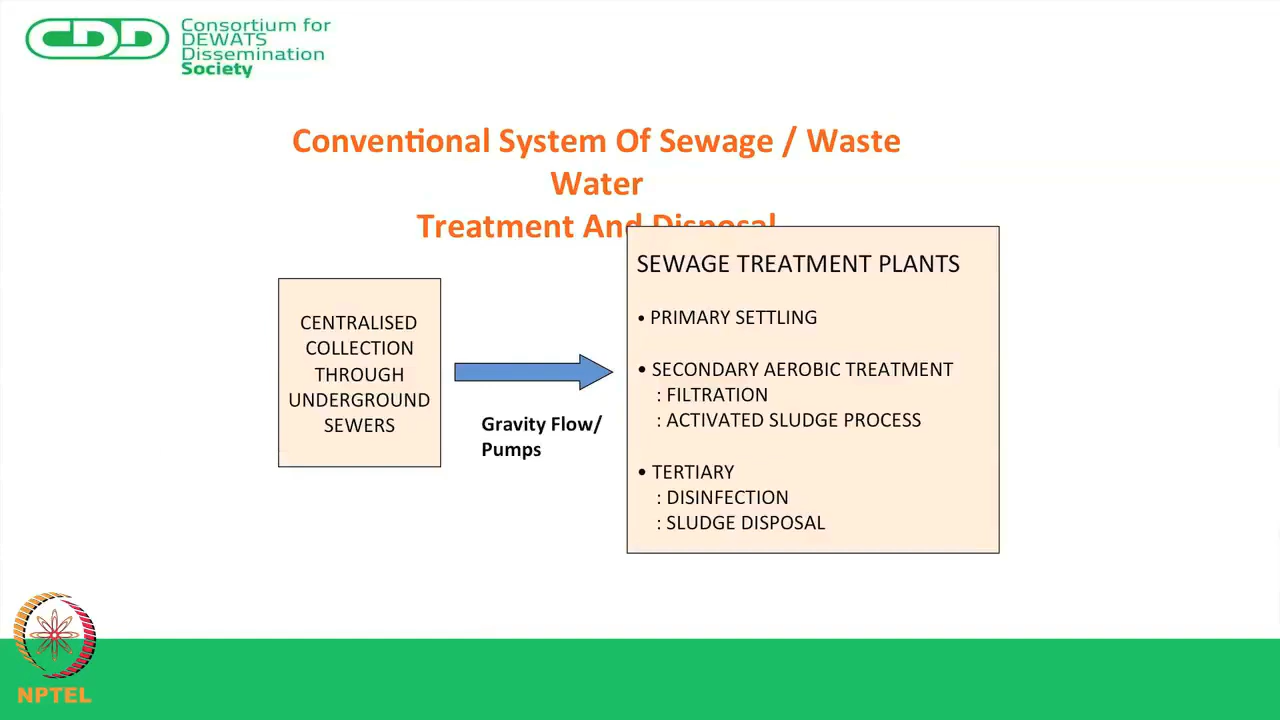 CDD
Consortium for
DEWATS
Dissemination
Society
Conventional System Of Sewage / Waste
Water
Treatment And Disposal
CENTRALISED
COLLECTION
THROUGH
UNDERGROUND
SEWERS
Gravity Flow/
Pumps
SEWAGE TREATMENT PLANTS
• PRIMARY SETTLING
• SECONDARY AEROBIC TREATMENT
: FILTRATION
: ACTIVATED SLUDGE PROCESS
• TERTIARY
: DISINFECTION
: SLUDGE DISPOSAL
NPTEL